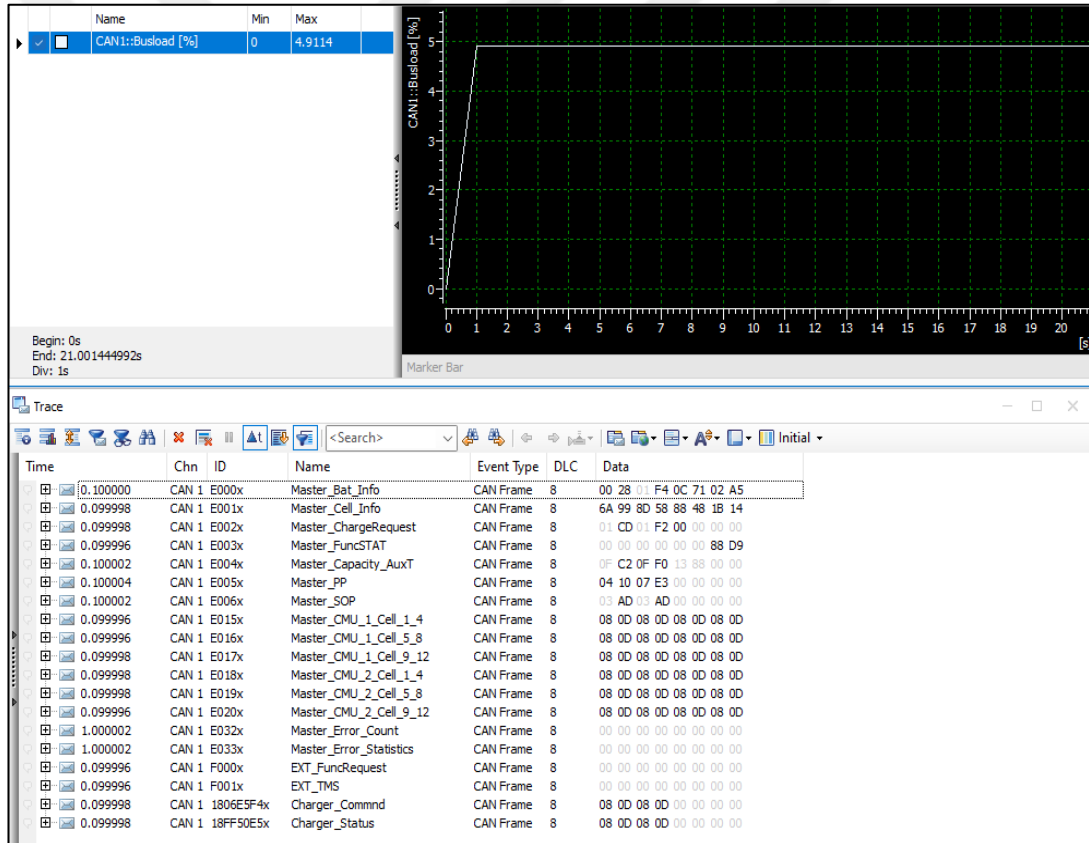 Name Min Max
CAN1::Busload [%] 0 4.9114
Begin: 0s
End: 21.001444992s
Div: 1s
CAN1::Busload [%]
5
4
3
2
1
0
0 1 2 3 4 5 6 7 8 9 10 11 12 13 14 15 16 17 18 19 20
[s
Marker Bar
Trace
Δt <Search> Initial
Time Chn ID Name Event Type DLC Data
0.100000 CAN 1 E000x Master_Bat_Info CAN Frame 8 00 28 01 F4 0C 71 02 A5
0.099998 CAN 1 E001x Master_Cell_Info CAN Frame 8 6A 99 8D 58 88 48 1B 14
0.099998 CAN 1 E002x Master_ChargeRequest CAN Frame 8 01 CD 01 F2 00 00 00 00
0.099996 CAN 1 E003x Master_FuncSTAT CAN Frame 8 00 00 00 00 00 00 88 D9
0.100002 CAN 1 E004x Master_Capacity_AuxT CAN Frame 8 0F C2 0F F0 13 88 00 00
0.100004 CAN 1 E005x Master_PP CAN Frame 8 04 10 07 E3 00 00 00 00
0.100002 CAN 1 E006x Master_SOP CAN Frame 8 03 AD 03 AD 00 00 00 00
0.099996 CAN 1 E015x Master_CMU_1_Cell_1_4 CAN Frame 8 08 0D 08 0D 08 0D 08 0D
0.099996 CAN 1 E016x Master_CMU_1_Cell_5_8 CAN Frame 8 08 0D 08 0D 08 0D 08 0D
0.099998 CAN 1 E017x Master_CMU_1_Cell_9_12 CAN Frame 8 08 0D 08 0D 08 0D 08 0D
0.099998 CAN 1 E018x Master_CMU_2_Cell_1_4 CAN Frame 8 08 0D 08 0D 08 0D 08 0D
0.099998 CAN 1 E019x Master_CMU_2_Cell_5_8 CAN Frame 8 08 0D 08 0D 08 0D 08 0D
0.099996 CAN 1 E020x Master_CMU_2_Cell_9_12 CAN Frame 8 08 0D 08 0D 08 0D 08 0D
1.000002 CAN 1 E032x Master_Error_Count CAN Frame 8 00 00 00 00 00 00 00 00
1.000002 CAN 1 E033x Master_Error_Statistics CAN Frame 8 00 00 00 00 00 00 00 00
0.099996 CAN 1 F000x EXT_FuncRequest CAN Frame 8 00 00 00 00 00 00 00 00
0.099996 CAN 1 F001x EXT_TMS CAN Frame 8 00 00 00 00 00 00 00 00
0.099998 CAN 1 1806E5F4x Charger_Commnd CAN Frame 8 08 0D 08 0D 00 00 00 00
0.099998 CAN 1 18FF50E5x Charger_Status CAN Frame 8 08 0D 08 0D 00 00 00 00